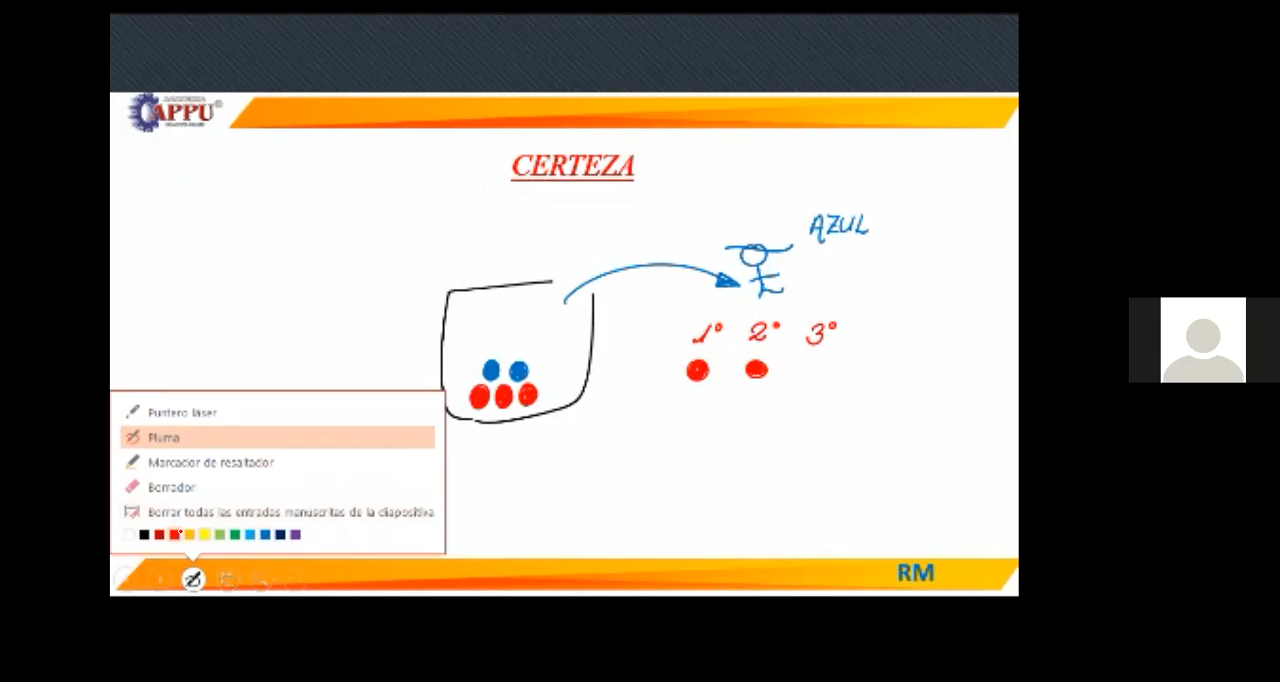 APPU
CERTEZA
AZUL
1° 2° 3°
Puntero láser
Pluma
Marcador de resaltador
Borrador
Borrar todas las entradas manuscritas de la diapositiva
RM